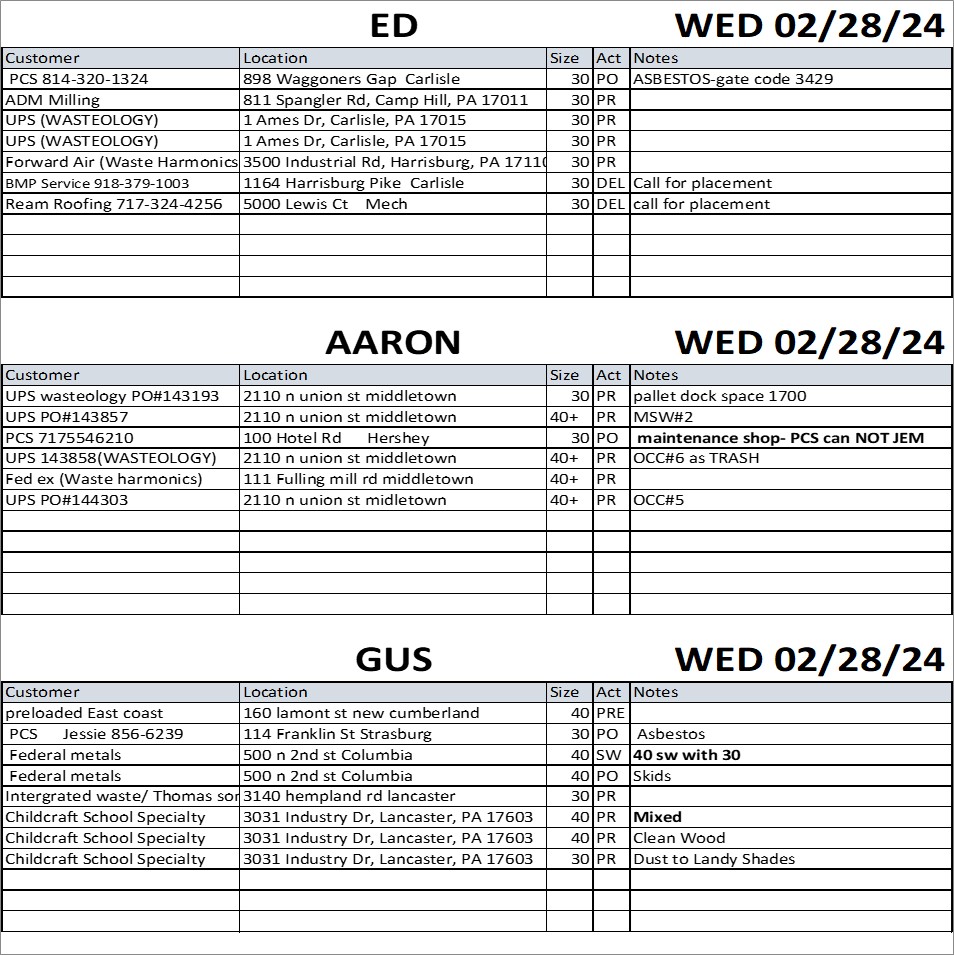 ED WED 02/28/24
Customer Location Size Act Notes
PCS 814-320-1324 898 Waggoners Gap Carlisle 30 PO ASBESTOS-gate code 3429
ADM Milling 811 Spangler Rd, Camp Hill, PA 17011 30 PR
UPS (WASTEOLOGY) 1 Ames Dr, Carlisle, PA 17015 30 PR
UPS (WASTEOLOGY) 1 Ames Dr, Carlisle, PA 17015 30 PR
Forward Air (Waste Harmonics 3500 Industrial Rd, Harrisburg, PA 17110 30 PR
BMP Service 918-379-1003 1164 Harrisburg Pike Carlisle 30 DEL Call for placement
Ream Roofing 717-324-4256 5000 Lewis Ct Mech 30 DEL call for placement
AARON WED 02/28/24
Customer Location Size Act Notes
UPS wasteology PO#143193 2110 n union st middletown 30 PR pallet dock space 1700
UPS PO#143857 2110 n union st middletown 40+ PR MSW#2
PCS 7175546210 100 Hotel Rd Hershey 30 PO maintenance shop- PCS can NOT JEM
UPS 143858(WASTEOLOGY) 2110 n union st middletown 40+ PR OCC#6 as TRASH
Fed ex (Waste harmonics) 111 Fulling mill rd middletown 40+ PR
UPS PO#144303 2110 n union st midletown 40+ PR OCC#5
GUS WED 02/28/24
Customer Location Size Act Notes
preloaded East coast 160 lamont st new cumberland 40 PRE
PCS Jessie 856-6239 114 Franklin St Strasburg 30 PO Asbestos
Federal metals 500 n 2nd st Columbia 40 SW 40 sw with 30
Federal metals 500 n 2nd st Columbia 40 PO Skids
Intergrated waste/ Thomas sor 3140 hempland rd lancaster 30 PR
Childcraft School Specialty 3031 Industry Dr, Lancaster, PA 17603 40 PR Mixed
Childcraft School Specialty 3031 Industry Dr, Lancaster, PA 17603 40 PR Clean Wood
Childcraft School Specialty 3031 Industry Dr, Lancaster, PA 17603 30 PR Dust to Landy Shades